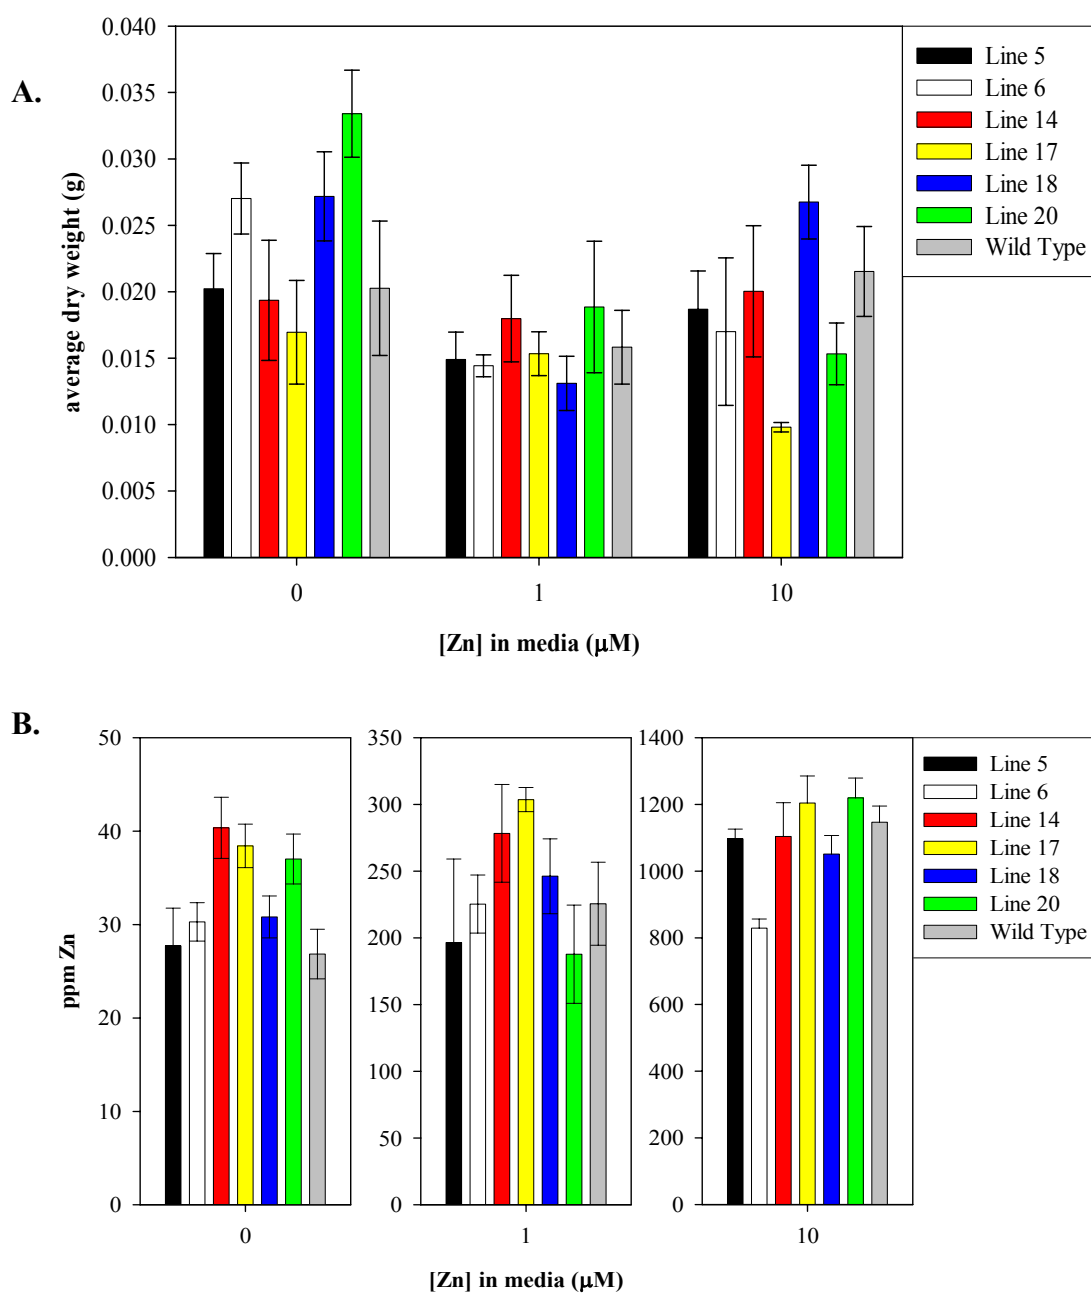 A.
average dry weight (g)
0.040
0.035
0.030
0.025
0.020
0.015
0.010
0.005
0.000
0
1
10
[Zn] in media (μM)
Line 5
Line 6
Line 14
Line 17
Line 18
Line 20
Wild Type
B.
ppm Zn
50
40
30
20
10
0
0
350
300
250
200
150
100
50
0
1
1400
1200
1000
800
600
400
200
0
10
[Zn] in media (μM)
Line 5
Line 6
Line 14
Line 17
Line 18
Line 20
Wild Type